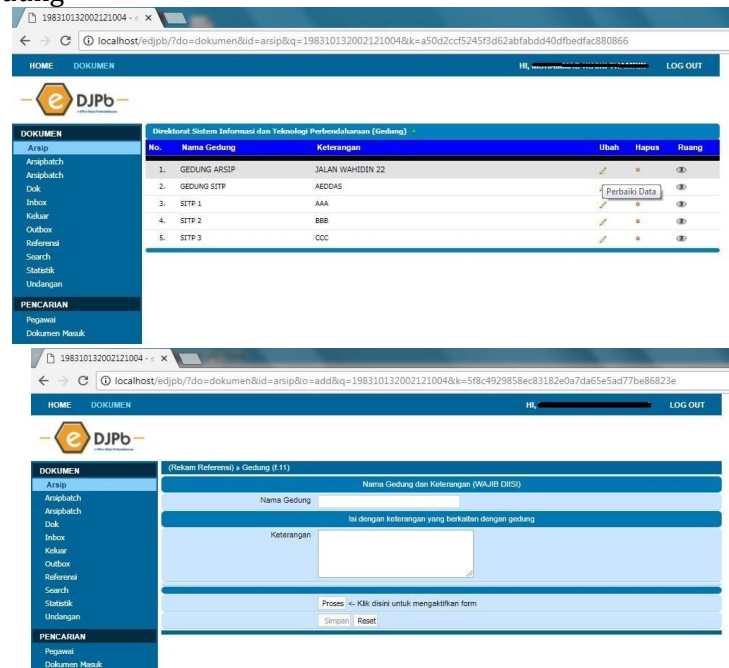 dung
198310132002121004 - e
localhost/edjpb/?do=dokumen&id=arsip&q=198310132002121004&k=a50d2ccf5245f3d62abfabdd40dfbedfac880866
HOME DOKUMEN HI, LOG OUT
e DJPb
DOKUMEN
Arsip
Arsipbatch
Arsipbatch
Dok
Inbox
Keluar
Outbox
Referensi
Search
Statistik
Undangan
PENCARIAN
Pegawai
Dokumen Masuk
Direktorat Sistem Informasi dan Teknologi Perbendaharaan (Gedung) +
No. Nama Gedung Keterangan Ubah Hapus Ruang
1. GEDUNG ARSIP JALAN WAHIDIN 22
2. GEDUNG SITP AEDDAS
Perbaiki Data
3. SITP 1 AAA
4. SITP 2 BBB
5. SITP 3 CCC
198310132002121004 - e
localhost/edjpb/?do=dokumen&id=arsip&o=add&q=198310132002121004&k=5f8c4929858ec83182e0a7da65e5ad77be86823e
HOME DOKUMEN HI, LOG OUT
e DJPb
DOKUMEN
Arsip
Arsipbatch
Arsipbatch
Dok
Inbox
Keluar
Outbox
Referensi
Search
Statistik
Undangan
PENCARIAN
Pegawai
Dokumen Masuk
(Rekam Referensi) » Gedung (f.11)
Nama Gedung dan Keterangan (WAJIB DIISI)
Nama Gedung
Isi dengan keterangan yang berkaitan dengan gedung
Keterangan
Proses <- Klik disini untuk mengaktifkan form
Simpan Reset